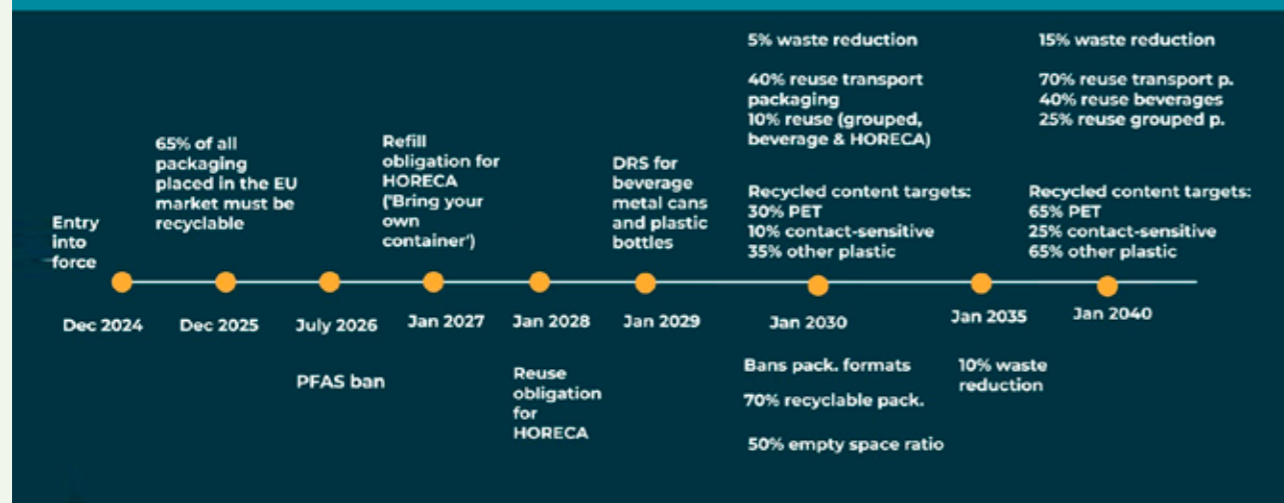 Entry
into
force
Dec 2024
65% of all
packaging
placed in the EU
market must be
recyclable
Dec 2025
July 2026
PFAS ban
Refill
obligation for
HORECA
('Bring your
own
container')
Jan 2027
Jan 2028
Reuse
obligation
for
HORECA
DRS for
beverage
metal cans
and plastic
bottles
Jan 2029
5% waste reduction
40% reuse transport
packaging
10% reuse (grouped,
beverage & HORECA)
Recycled content targets:
30% PET
10% contact-sensitive
35% other plastic
Jan 2030
Bans pack. formats
70% recyclable pack.
50% empty space ratio
Jan 2035
10% waste
reduction
15% waste reduction
70% reuse transport p.
40% reuse beverages
25% reuse grouped p.
Recycled content targets:
65% PET
25% contact-sensitive
65% other plastic
Jan 2040